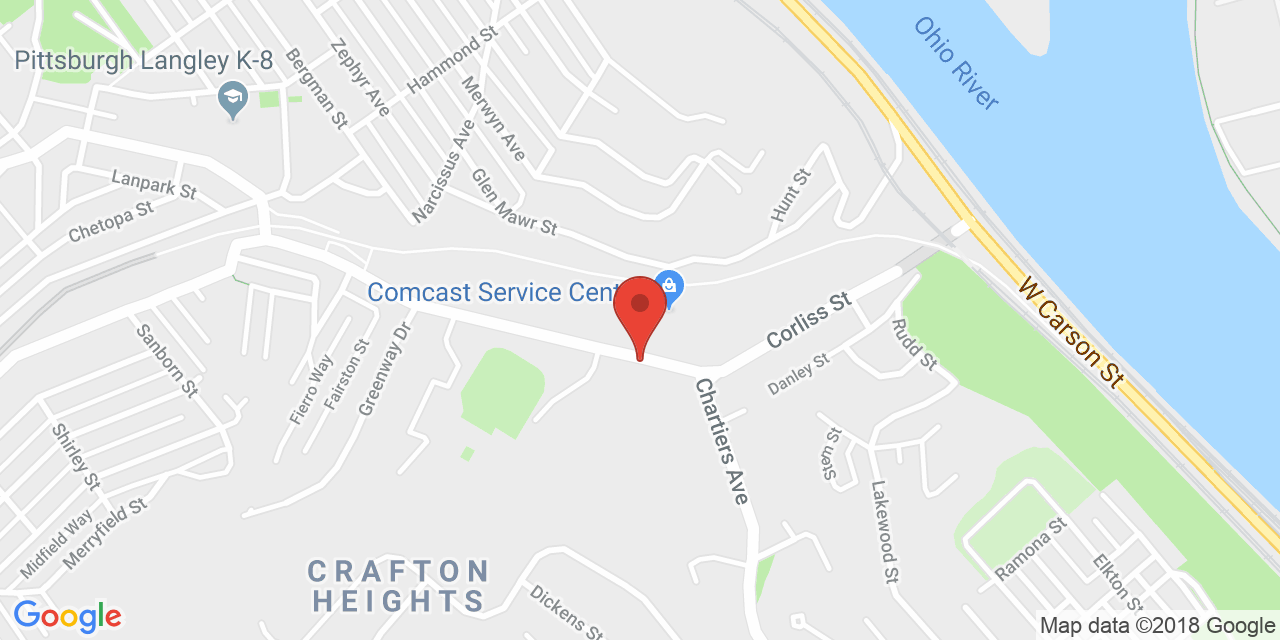 Ohio River
Pittsburgh Langley K-8
Hammond St
Zephyr Ave
Bergman St
Merwyn Ave
Narcissus Ave
Lanpark St
Glen Mawr St
Hunt St
Chetopa St
Comcast Service Cent
W Carson St
Corliss St
Rudd St
Danley St
Sanborn St
Greenway Dr
Fairston St
Fierro Way
Chartiers Ave
Stern St
Shirley St
Lakewood St
Merryfield St
Midfield Way
Ramona St
Elkton St
CRAFTON
HEIGHTS
Dickens St
Google
Map data ©2018 Google